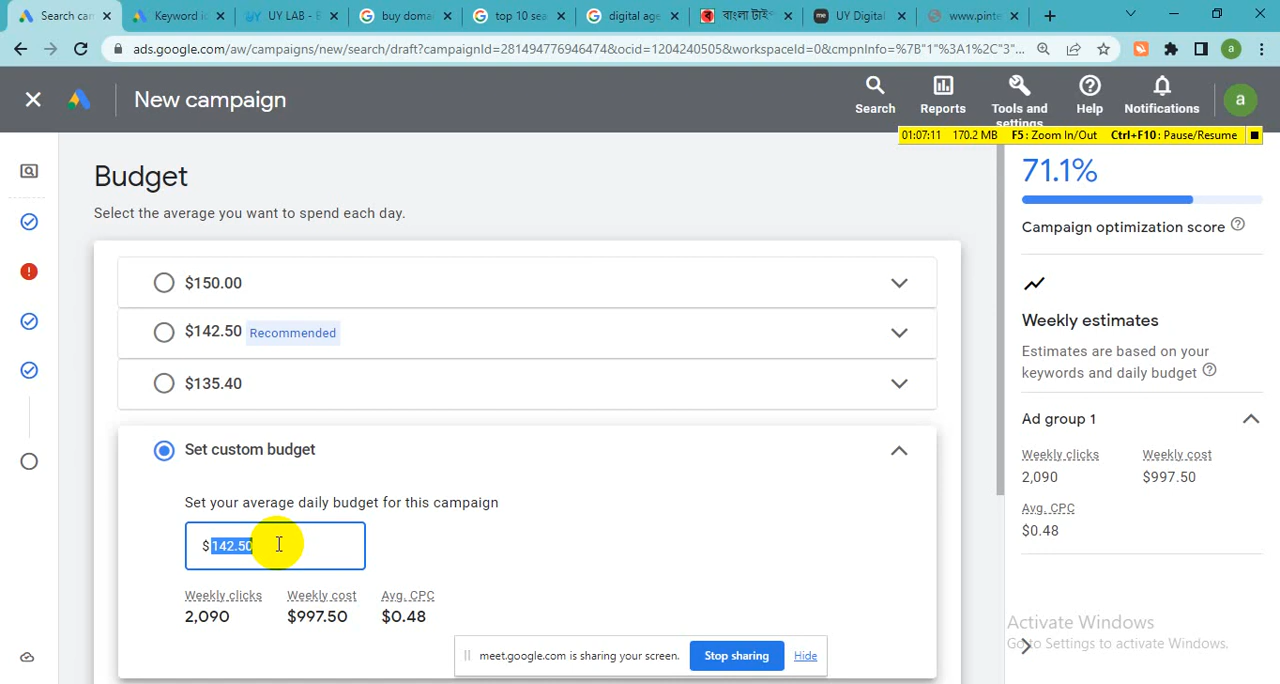 Search can
Keyword id
UY LAB - E
buy doma
top 10 sea
digital age
বাংলা টাইপ
UY Digital
www.pinte
ads.google.com/aw/campaigns/new/search/draft?campaignId=281494776946474&ocid=1204240505&workspaceId=0&cmpnInfo=%7B"1"%3A1%2C"3"...
a
New campaign
Search
Reports
Tools and
settings
Help
Notifications
a
01:07:11 170.2 MB F5 : Zoom In/Out Ctrl+F10 : Pause/Resume
Budget
Select the average you want to spend each day.
$150.00
$142.50 Recommended
$135.40
Set custom budget
Set your average daily budget for this campaign
$ 142.50
Weekly clicks Weekly cost Avg. CPC
2,090 $997.50 $0.48
71.1%
Campaign optimization score
Weekly estimates
Estimates are based on your
keywords and daily budget
Ad group 1
Weekly clicks Weekly cost
2,090 $997.50
Avg. CPC
$0.48
Activate Windows
Go to Settings to activate Windows.
meet.google.com is sharing your screen. Stop sharing Hide